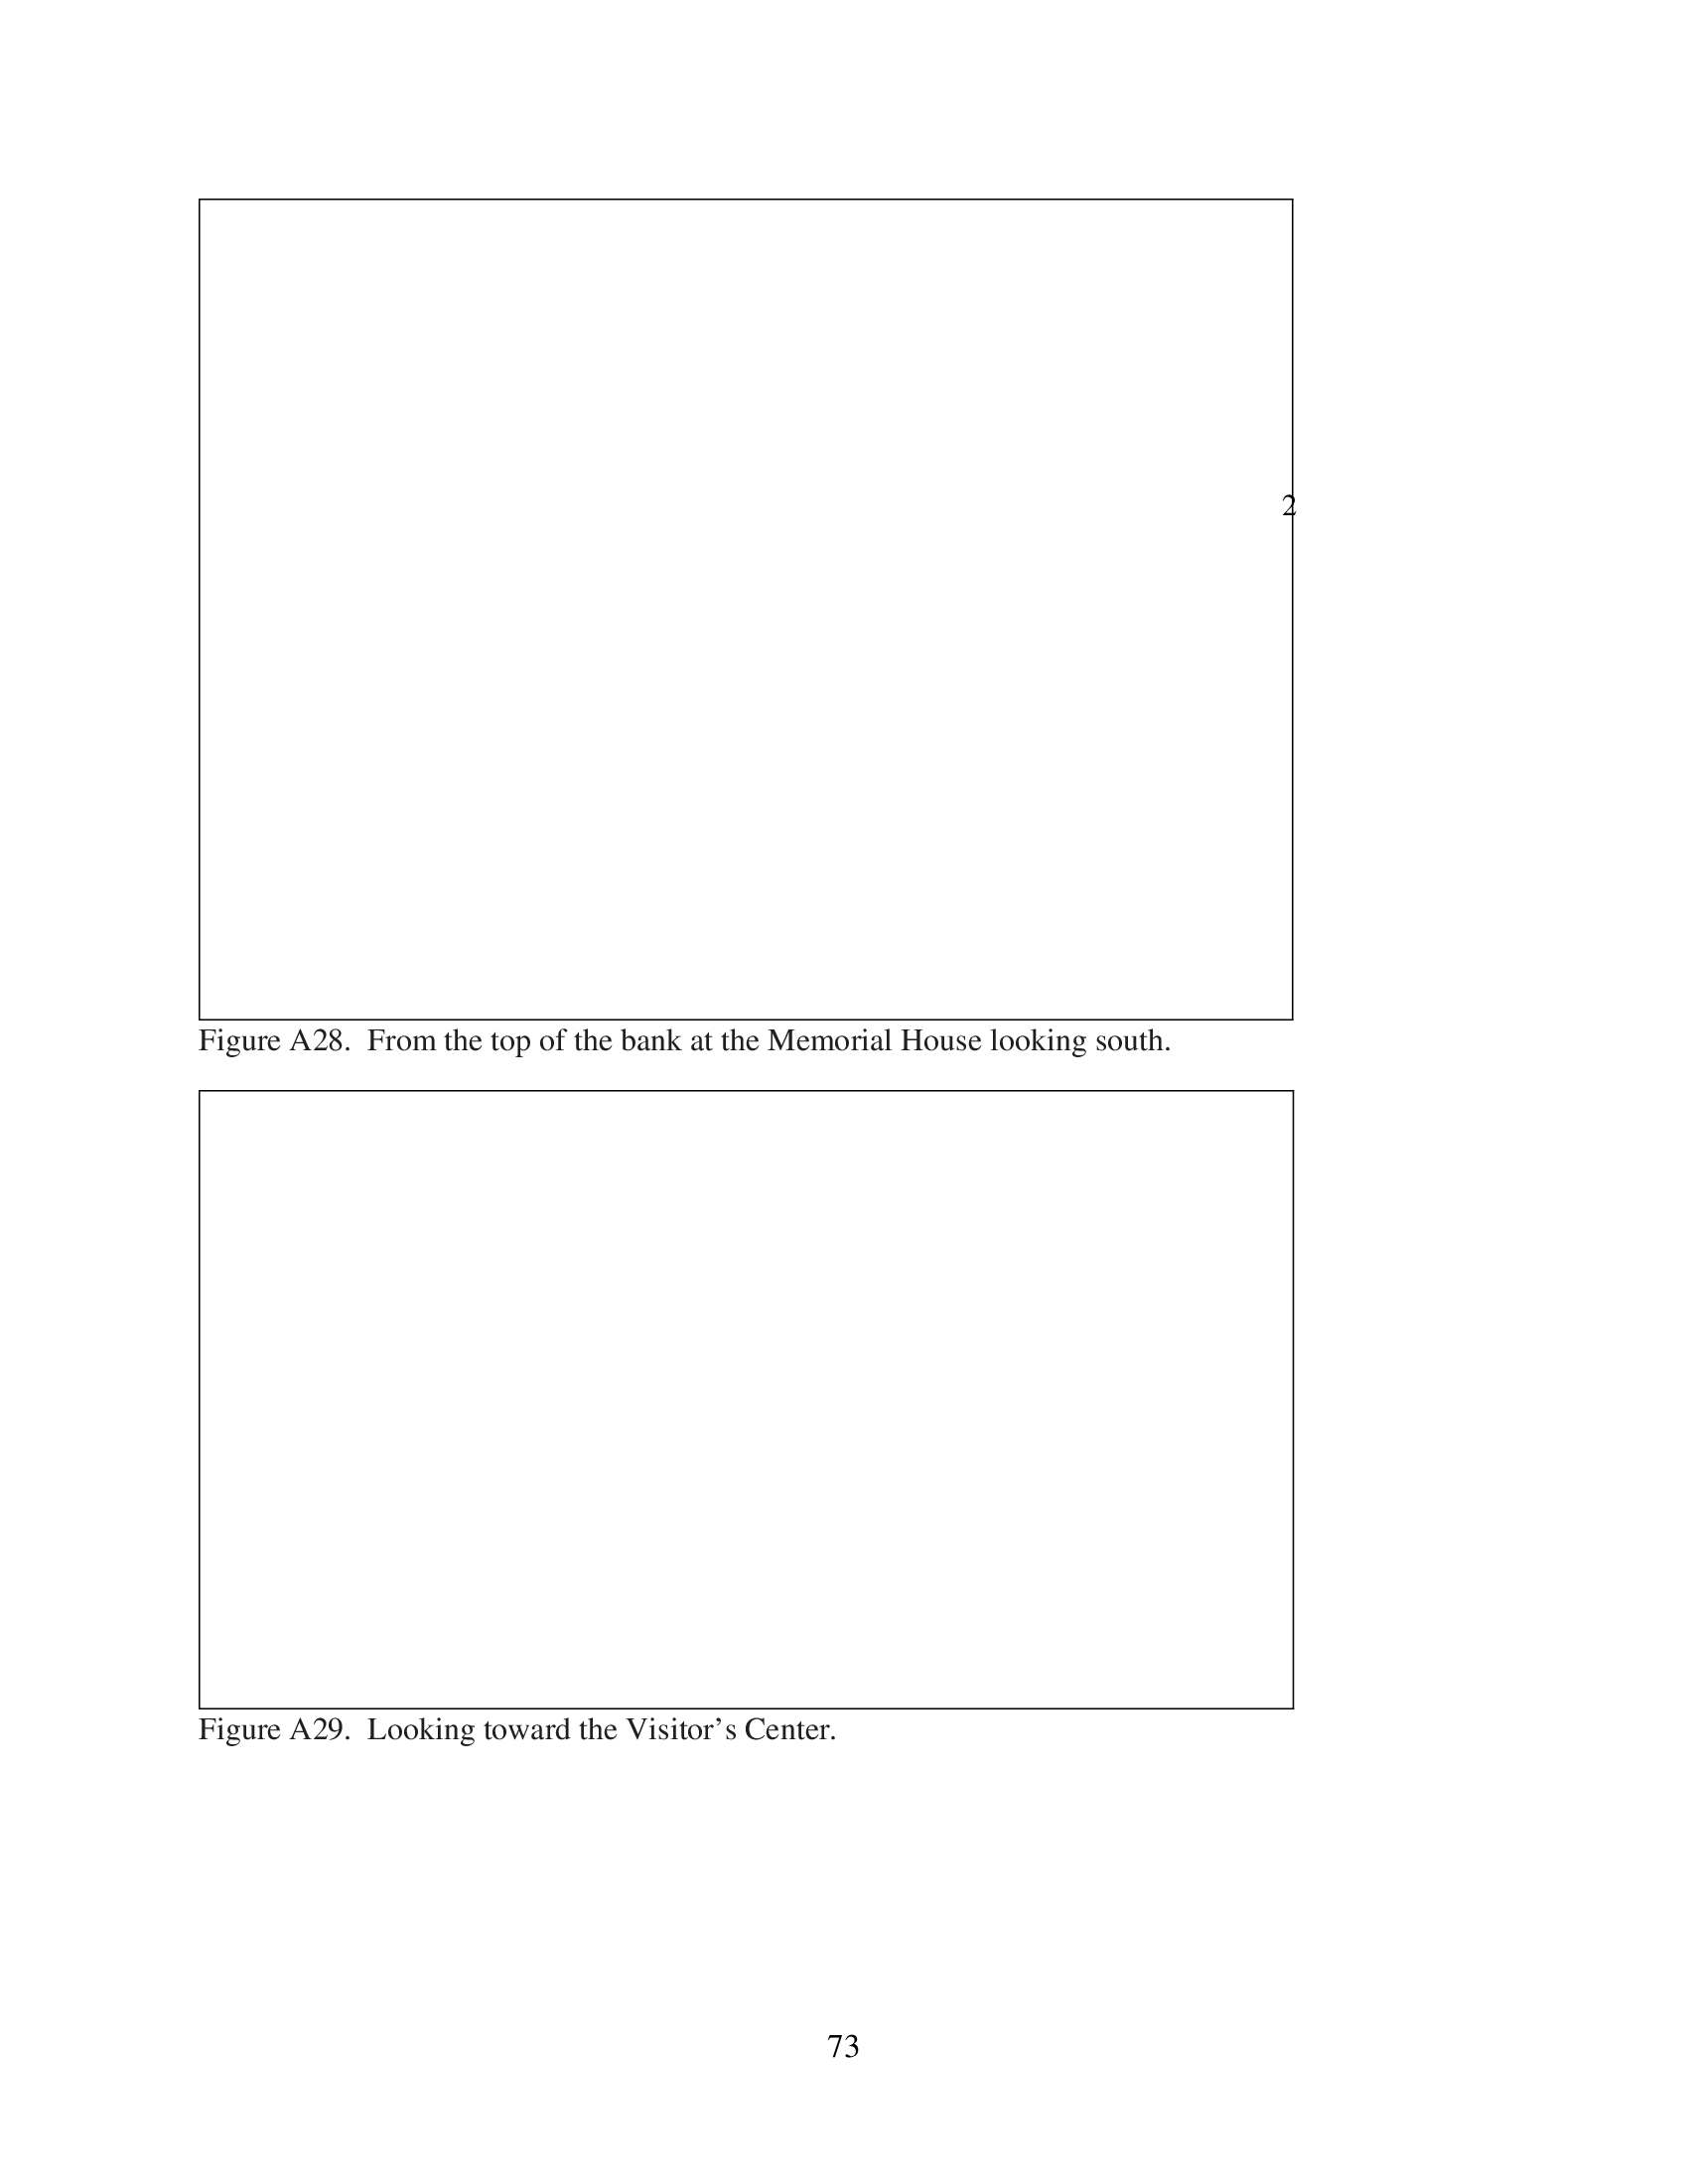 2
Figure A28.  From the top of the bank at the Memorial House looking south.
Figure A29.  Looking toward the Visitor’s Center.
73